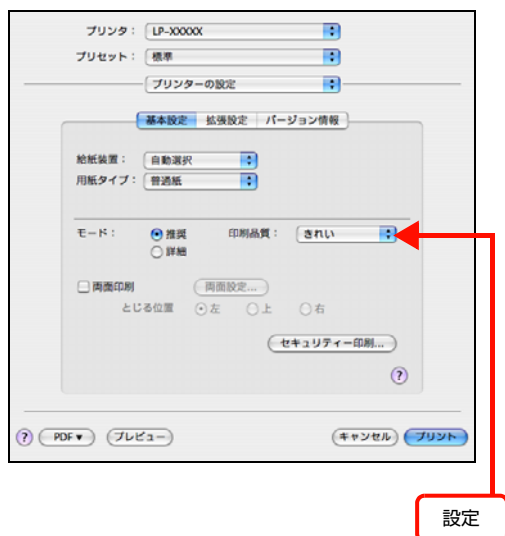 プリンタ： LP-XXXXX
プリセット： 標準
プリンターの設定
基本設定 拡張設定 バージョン情報
給紙装置： 自動選択
用紙タイプ： 普通紙
モード： 推奨 印刷品質： きれい
詳細
両面印刷 両面設定...
とじる位置 左 上 右
セキュリティー印刷...
?
? PDF▼ プレビュー キャンセル プリント
設定